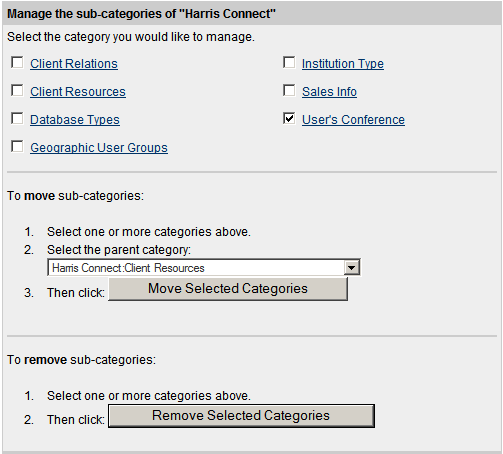 Manage the sub-categories of "Harris Connect"
Select the category you would like to manage.
Client Relations
Institution Type
Client Resources
Sales Info
Database Types
User's Conference
Geographic User Groups
To move sub-categories:
1. Select one or more categories above.
2. Select the parent category:
Harris Connect:Client Resources
3. Then click: Move Selected Categories
To remove sub-categories:
1. Select one or more categories above.
2. Then click: Remove Selected Categories